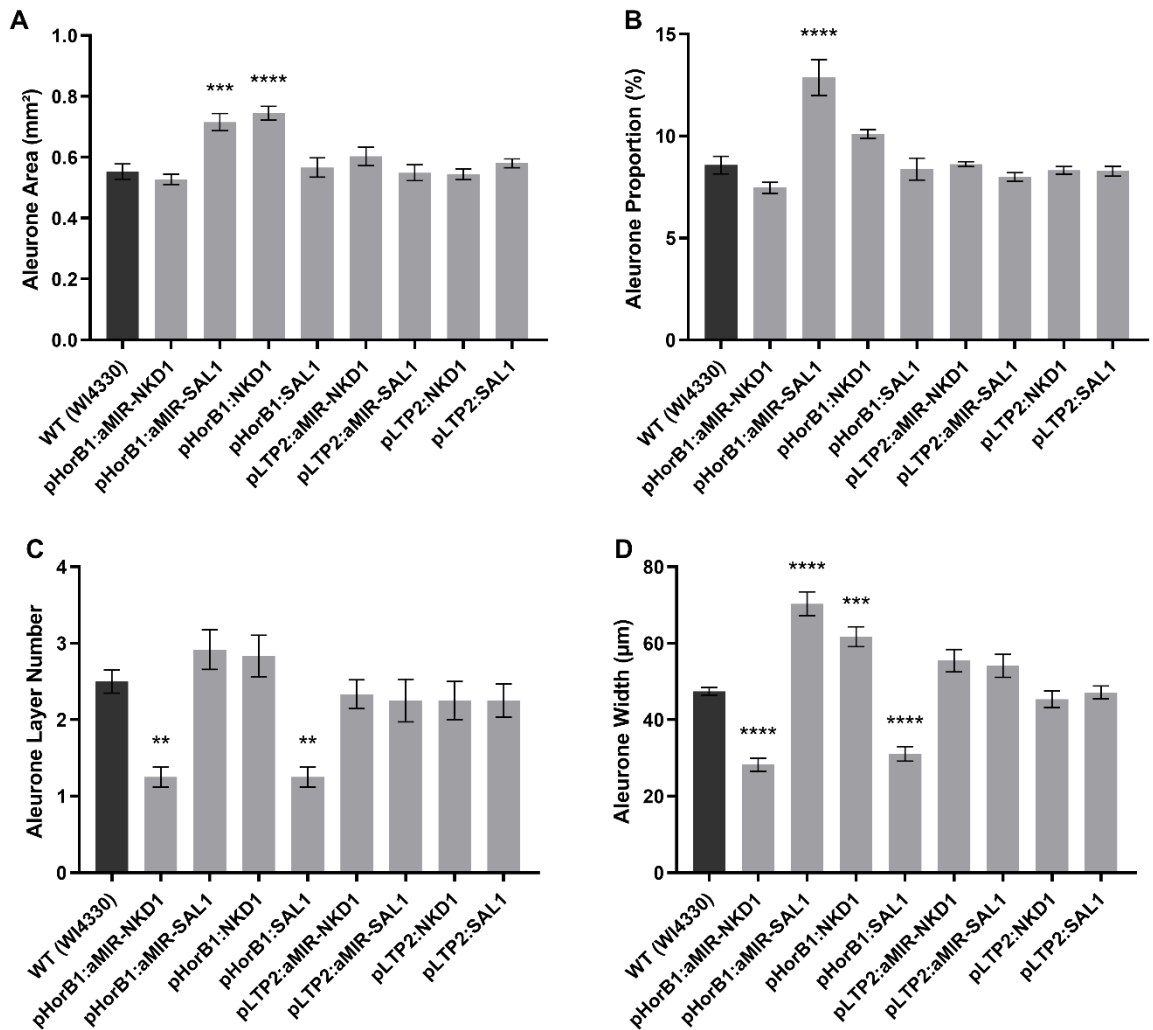 A
Aleurone Area (mm²)
1.0
0.8
0.6
0.4
0.2
0.0
***
****
WT (WI4330)
pHorB1:aMIR-NKD1
pHorB1:aMIR-SAL1
pHorB1:NKD1
pHorB1:SAL1
pLTP2:aMIR-NKD1
pLTP2:aMIR-SAL1
pLTP2:NKD1
pLTP2:SAL1
B
Aleurone Proportion (%)
15
10
5
0
****
WT (WI4330)
pHorB1:aMIR-NKD1
pHorB1:aMIR-SAL1
pHorB1:NKD1
pHorB1:SAL1
pLTP2:aMIR-NKD1
pLTP2:aMIR-SAL1
pLTP2:NKD1
pLTP2:SAL1
C
Aleurone Layer Number
4
3
2
1
0
**
**
WT (WI4330)
pHorB1:aMIR-NKD1
pHorB1:aMIR-SAL1
pHorB1:NKD1
pHorB1:SAL1
pLTP2:aMIR-NKD1
pLTP2:aMIR-SAL1
pLTP2:NKD1
pLTP2:SAL1
D
Aleurone Width (μm)
80
60
40
20
0
****
****
***
****
WT (WI4330)
pHorB1:aMIR-NKD1
pHorB1:aMIR-SAL1
pHorB1:NKD1
pHorB1:SAL1
pLTP2:aMIR-NKD1
pLTP2:aMIR-SAL1
pLTP2:NKD1
pLTP2:SAL1